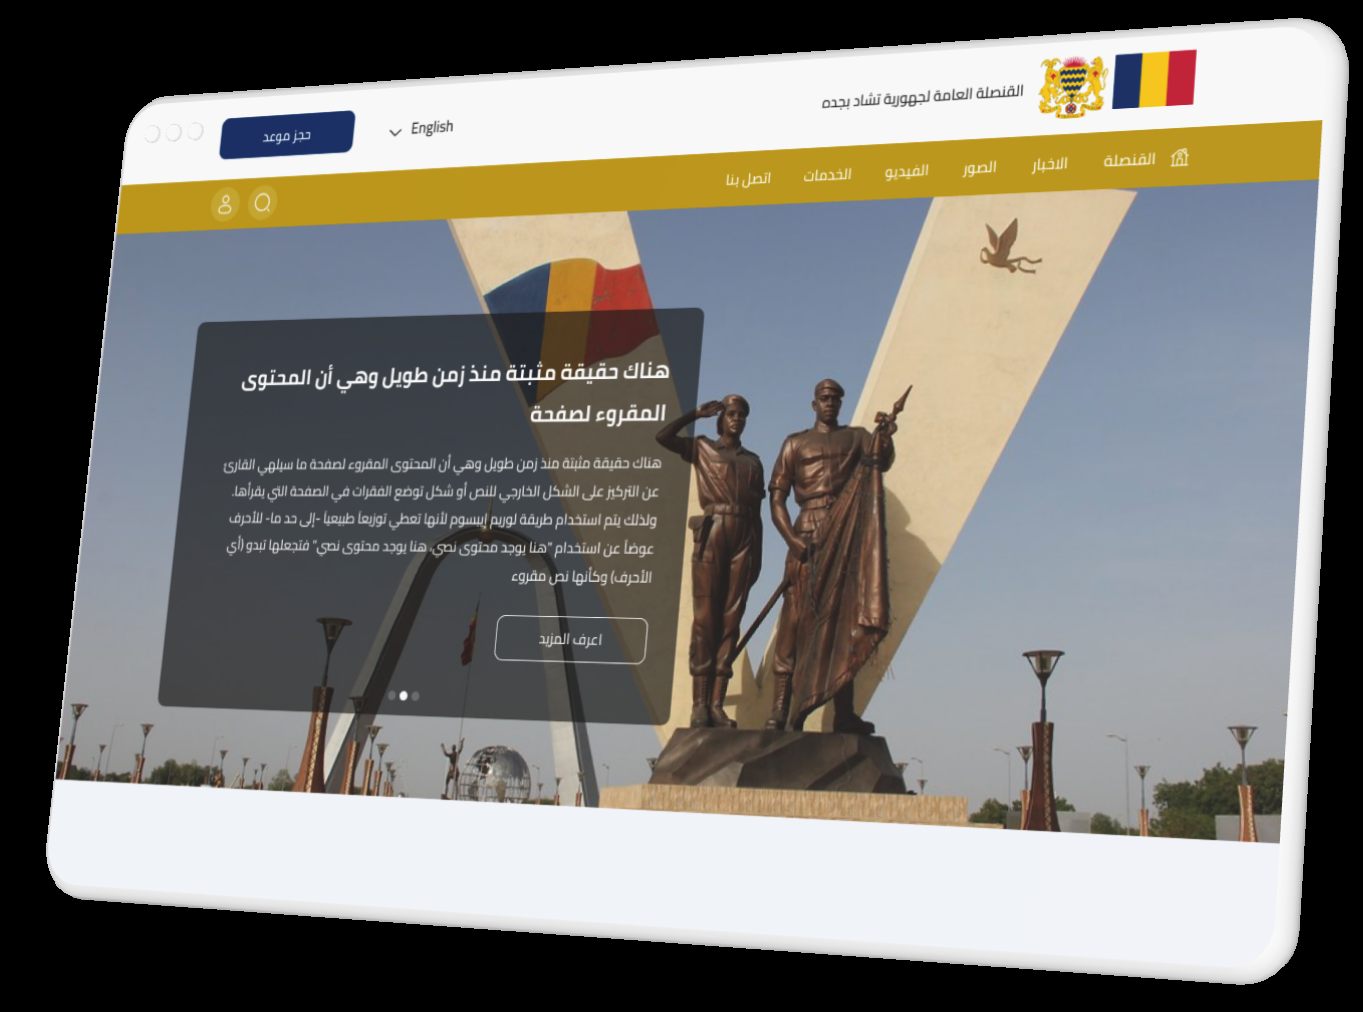 القنصلة العامة لجهورية تشاد بجده
English
حجز موعد
القنصلة
الاخبار
الصور
الفيديو
الخدمات
اتصل بنا
هناك حقيقة مثبتة منذ زمن طويل وهي أن المحتوى
المقروء لصفحة
هناك حقيقة مثبتة منذ زمن طويل وهي أن المحتوى المقروء لصفحة ما سيلهي القارئ
عن التركيز على الشكل الخارجي للنص أو شكل توضع الفقرات في الصفحة التي يقرأها.
ولذلك يتم استخدام طريقة لوريم إيبسوم لأنها تعطي توزيعاَ طبيعياَ -إلى حد ما- للأحرف
عوضاً عن استخدام "هنا يوجد محتوى نصي، هنا يوجد محتوى نصي" فتجعلها تبدو (أي
الأحرف) وكأنها نص مقروء
اعرف المزيد